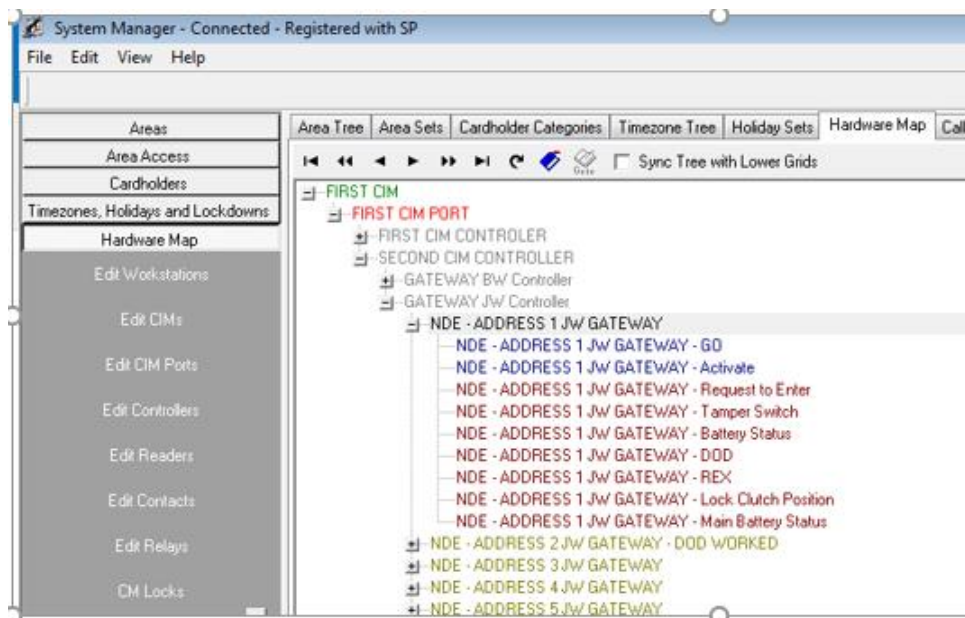 System Manager - Connected - Registered with SP
File Edit View Help
Areas
Area Access
Cardholders
Timezones, Holidays and Lockdowns
Hardware Map
Edit Workstations
Edit CIMs
Edit CIM Ports
Edit Controllers
Edit Readers
Edit Contacts
Edit Relays
CM Locks
Area Tree Area Sets Cardholder Categories Timezone Tree Holiday Sets Hardware Map Call
Sync Tree with Lower Grids
FIRST CIM
FIRST CIM PORT
FIRST CIM CONTROLER
SECOND CIM CONTROLLER
GATEWAY BW Controller
GATEWAY JW Controller
NDE - ADDRESS 1 JW GATEWAY
NDE - ADDRESS 1 JW GATEWAY - GO
NDE - ADDRESS 1 JW GATEWAY - Activate
NDE - ADDRESS 1 JW GATEWAY - Request to Enter
NDE - ADDRESS 1 JW GATEWAY - Tamper Switch
NDE - ADDRESS 1 JW GATEWAY - Battery Status
NDE - ADDRESS 1 JW GATEWAY - DOD
NDE - ADDRESS 1 JW GATEWAY - REX
NDE - ADDRESS 1 JW GATEWAY - Lock Clutch Position
NDE - ADDRESS 1 JW GATEWAY - Main Battery Status
NDE - ADDRESS 2 JW GATEWAY - DOD WORKED
NDE - ADDRESS 3 JW GATEWAY
NDE - ADDRESS 4 JW GATEWAY
NDE - ADDRESS 5 JW GATEWAY